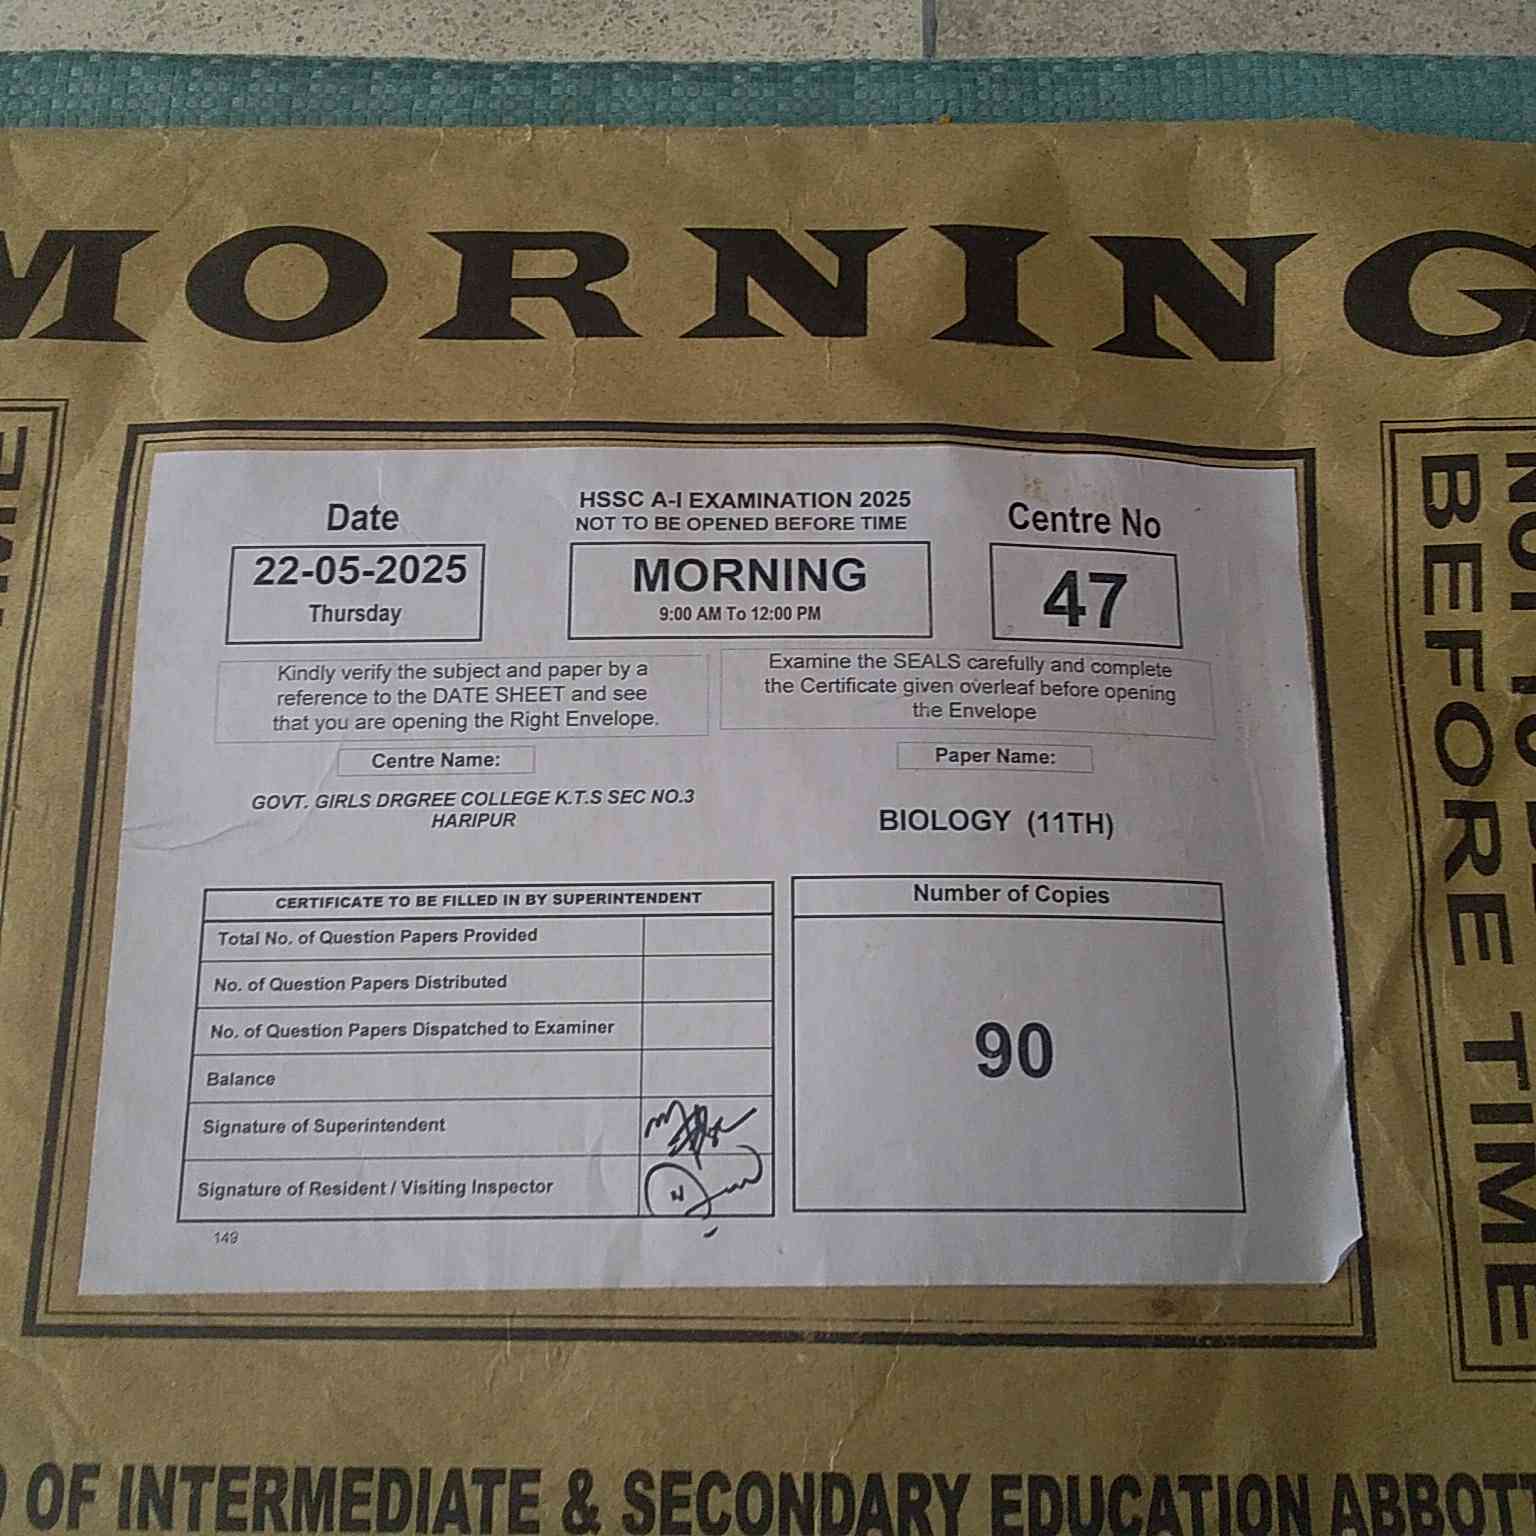 MORNING
Date
HSSC A-I EXAMINATION 2025
NOT TO BE OPENED BEFORE TIME
Centre No
22-05-2025
Thursday
MORNING
9:00 AM To 12:00 PM
47
Kindly verify the subject and paper by a
reference to the DATE SHEET and see
that you are opening the Right Envelope.
Examine the SEALS carefully and complete
the Certificate given overleaf before opening
the Envelope
Centre Name:
Paper Name:
GOVT. GIRLS DRGREE COLLEGE K.T.S SEC NO.3
HARIPUR
BIOLOGY (11TH)
CERTIFICATE TO BE FILLED IN BY SUPERINTENDENT
Total No. of Question Papers Provided
No. of Question Papers Distributed
No. of Question Papers Dispatched to Examiner
Balance
Signature of Superintendent
Signature of Resident / Visiting Inspector
Number of Copies
90
149
BEFORE TIME
OF INTERMEDIATE & SECONDARY EDUCATION ABBOTT